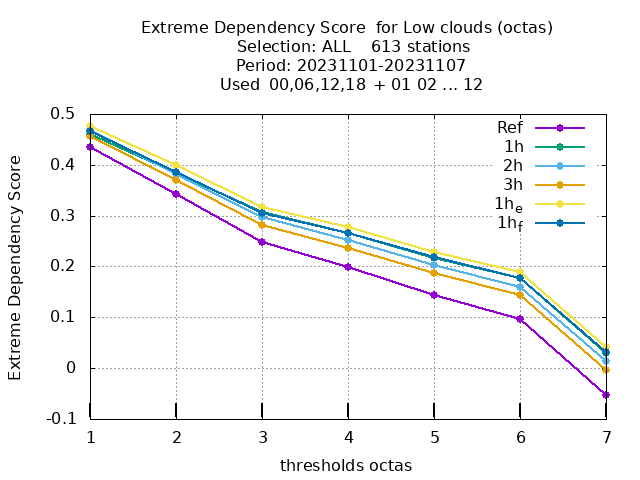 Extreme Dependency Score  for Low clouds (octas)
Selection: ALL    613 stations
Period: 20231101-20231107
Used  00,06,12,18  + 01 02 ... 12
Extreme Dependency Score
0.5
0.4
0.3
0.2
0.1
0
-0.1
Ref
1h
2h
3h
1h_e
1h_f
1 2 3 4 5 6 7
thresholds octas